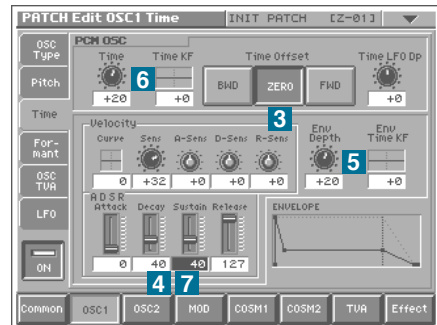 PATCH Edit OSC1 Time INIT PATCH [Z-01]
OSC Type
Pitch
Time
For-mant
OSC TVA
LFO
ON
PCM OSC
Time
Time KF
Time Offset
Time LFO Dp
6
BWD ZERO FWD
+20 +0 +0
3
Velocity
Curve Sens A-Sens D-Sens R-Sens
0 +32 +0 +0 +0
Env Depth
Env Time KF
5
+20 +0
ADSR
Attack Decay Sustain Release
0 40 40 127
4 7
ENVELOPE
Common OSC1 OSC2 MOD COSM1 COSM2 TVA Effect